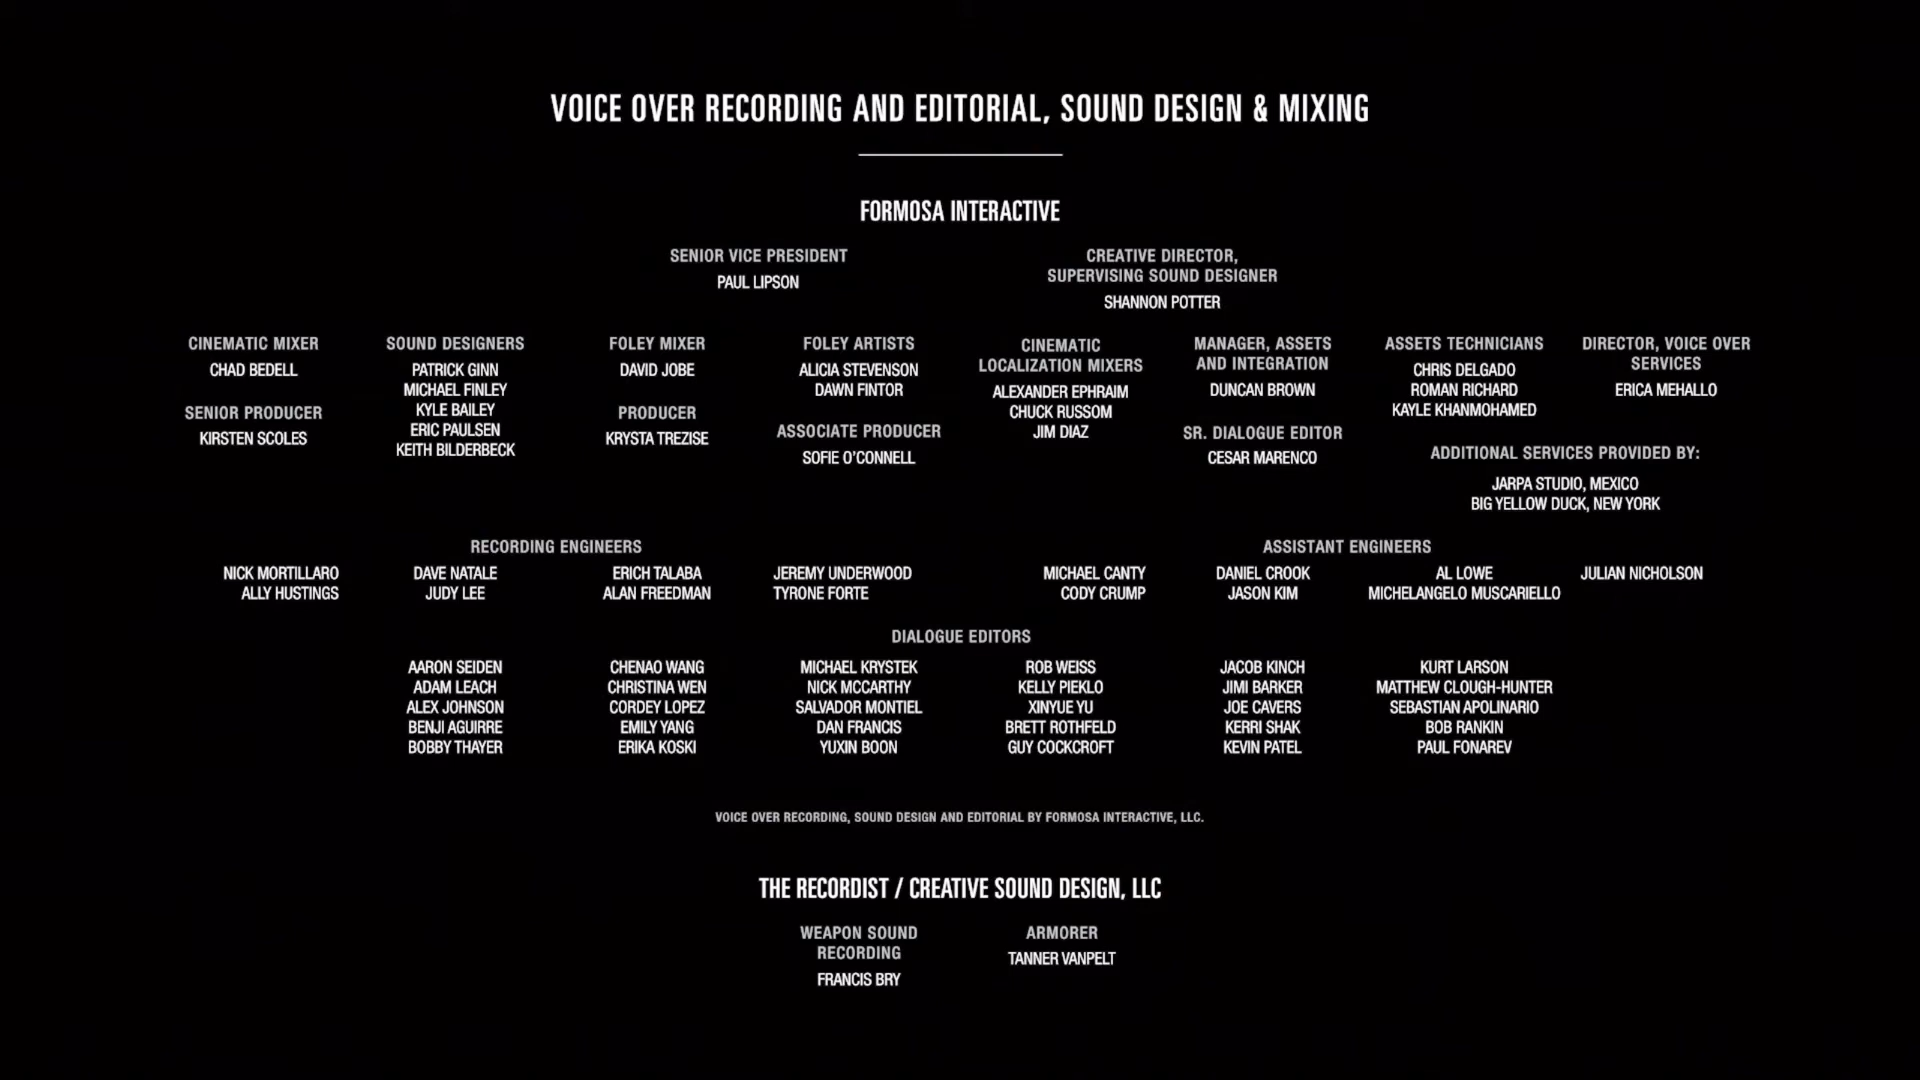 VOICE OVER RECORDING AND EDITORIAL, SOUND DESIGN & MIXING
FORMOSA INTERACTIVE
SENIOR VICE PRESIDENT
PAUL LIPSON
CREATIVE DIRECTOR,
SUPERVISING SOUND DESIGNER
SHANNON POTTER
CINEMATIC MIXER
CHAD BEDELL
SENIOR PRODUCER
KIRSTEN SCOLES
SOUND DESIGNERS
PATRICK GINN
MICHAEL FINLEY
KYLE BAILEY
ERIC PAULSEN
KEITH BILDERBECK
FOLEY MIXER
DAVID JOBE
PRODUCER
KRYSTA TREZISE
FOLEY ARTISTS
ALICIA STEVENSON
DAWN FINTOR
ASSOCIATE PRODUCER
SOFIE O'CONNELL
CINEMATIC
LOCALIZATION MIXERS
ALEXANDER EPHRAIM
CHUCK RUSSOM
JIM DIAZ
MANAGER, ASSETS
AND INTEGRATION
DUNCAN BROWN
SR. DIALOGUE EDITOR
CESAR MARENCO
ASSETS TECHNICIANS
CHRIS DELGADO
ROMAN RICHARD
KAYLE KHANMOHAMED
DIRECTOR, VOICE OVER
SERVICES
ERICA MEHALLO
ADDITIONAL SERVICES PROVIDED BY:
JARPA STUDIO, MEXICO
BIG YELLOW DUCK, NEW YORK
RECORDING ENGINEERS
NICK MORTILLARO
ALLY HUSTINGS
DAVE NATALE
JUDY LEE
ERICH TALABA
ALAN FREEDMAN
JEREMY UNDERWOOD
TYRONE FORTE
ASSISTANT ENGINEERS
MICHAEL CANTY
CODY CRUMP
DANIEL CROOK
JASON KIM
AL LOWE
MICHELANGELO MUSCARIELLO
JULIAN NICHOLSON
DIALOGUE EDITORS
AARON SEIDEN
ADAM LEACH
ALEX JOHNSON
BENJI AGUIRRE
BOBBY THAYER
CHENAO WANG
CHRISTINA WEN
CORDEY LOPEZ
EMILY YANG
ERIKA KOSKI
MICHAEL KRYSTEK
NICK MCCARTHY
SALVADOR MONTIEL
DAN FRANCIS
YUXIN BOON
ROB WEISS
KELLY PIEKLO
XINYUE YU
BRETT ROTHFELD
GUY COCKCROFT
JACOB KINCH
JIMI BARKER
JOE CAVERS
KERRI SHAK
KEVIN PATEL
KURT LARSON
MATTHEW CLOUGH-HUNTER
SEBASTIAN APOLINARIO
BOB RANKIN
PAUL FONAREV
VOICE OVER RECORDING, SOUND DESIGN AND EDITORIAL BY FORMOSA INTERACTIVE, LLC.
THE RECORDIST / CREATIVE SOUND DESIGN, LLC
WEAPON SOUND
RECORDING
FRANCIS BRY
ARMORER
TANNER VANPELT